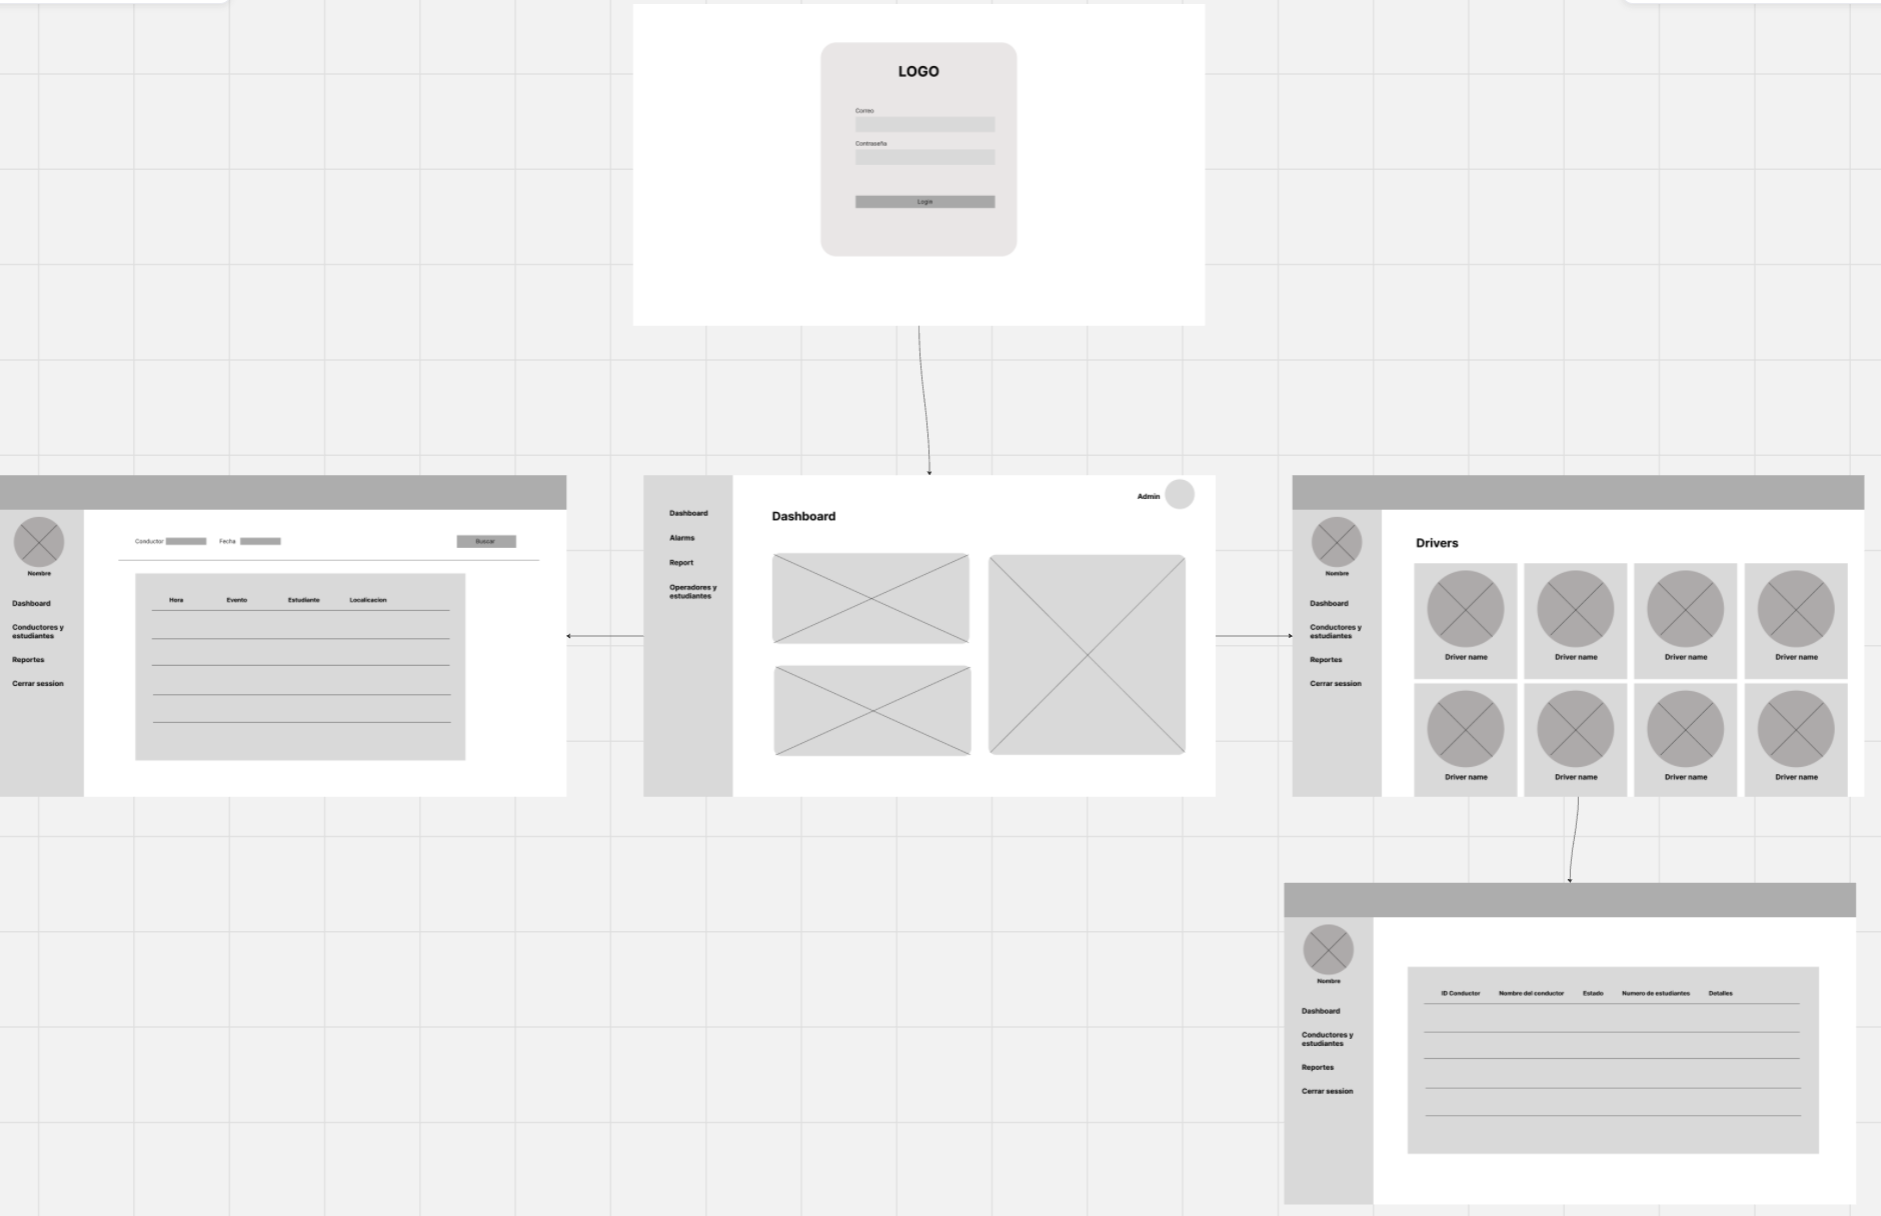 LOGO
Correo
Contraseña
Login
Conductor
Fecha
Buscar
Nombre
Dashboard
Conductores y
estudiantes
Reportes
Cerrar session
Hora Evento Estudiante Localicacion
Dashboard
Alarms
Report
Operadores y
estudiantes
Admin
Dashboard
Nombre
Dashboard
Conductores y
estudiantes
Reportes
Cerrar session
Drivers
Driver name Driver name Driver name Driver name
Driver name Driver name Driver name Driver name
Nombre
Dashboard
Conductores y
estudiantes
Reportes
Cerrar session
ID Conductor Nombre del conductor Estado Numero de estudiantes Detalles